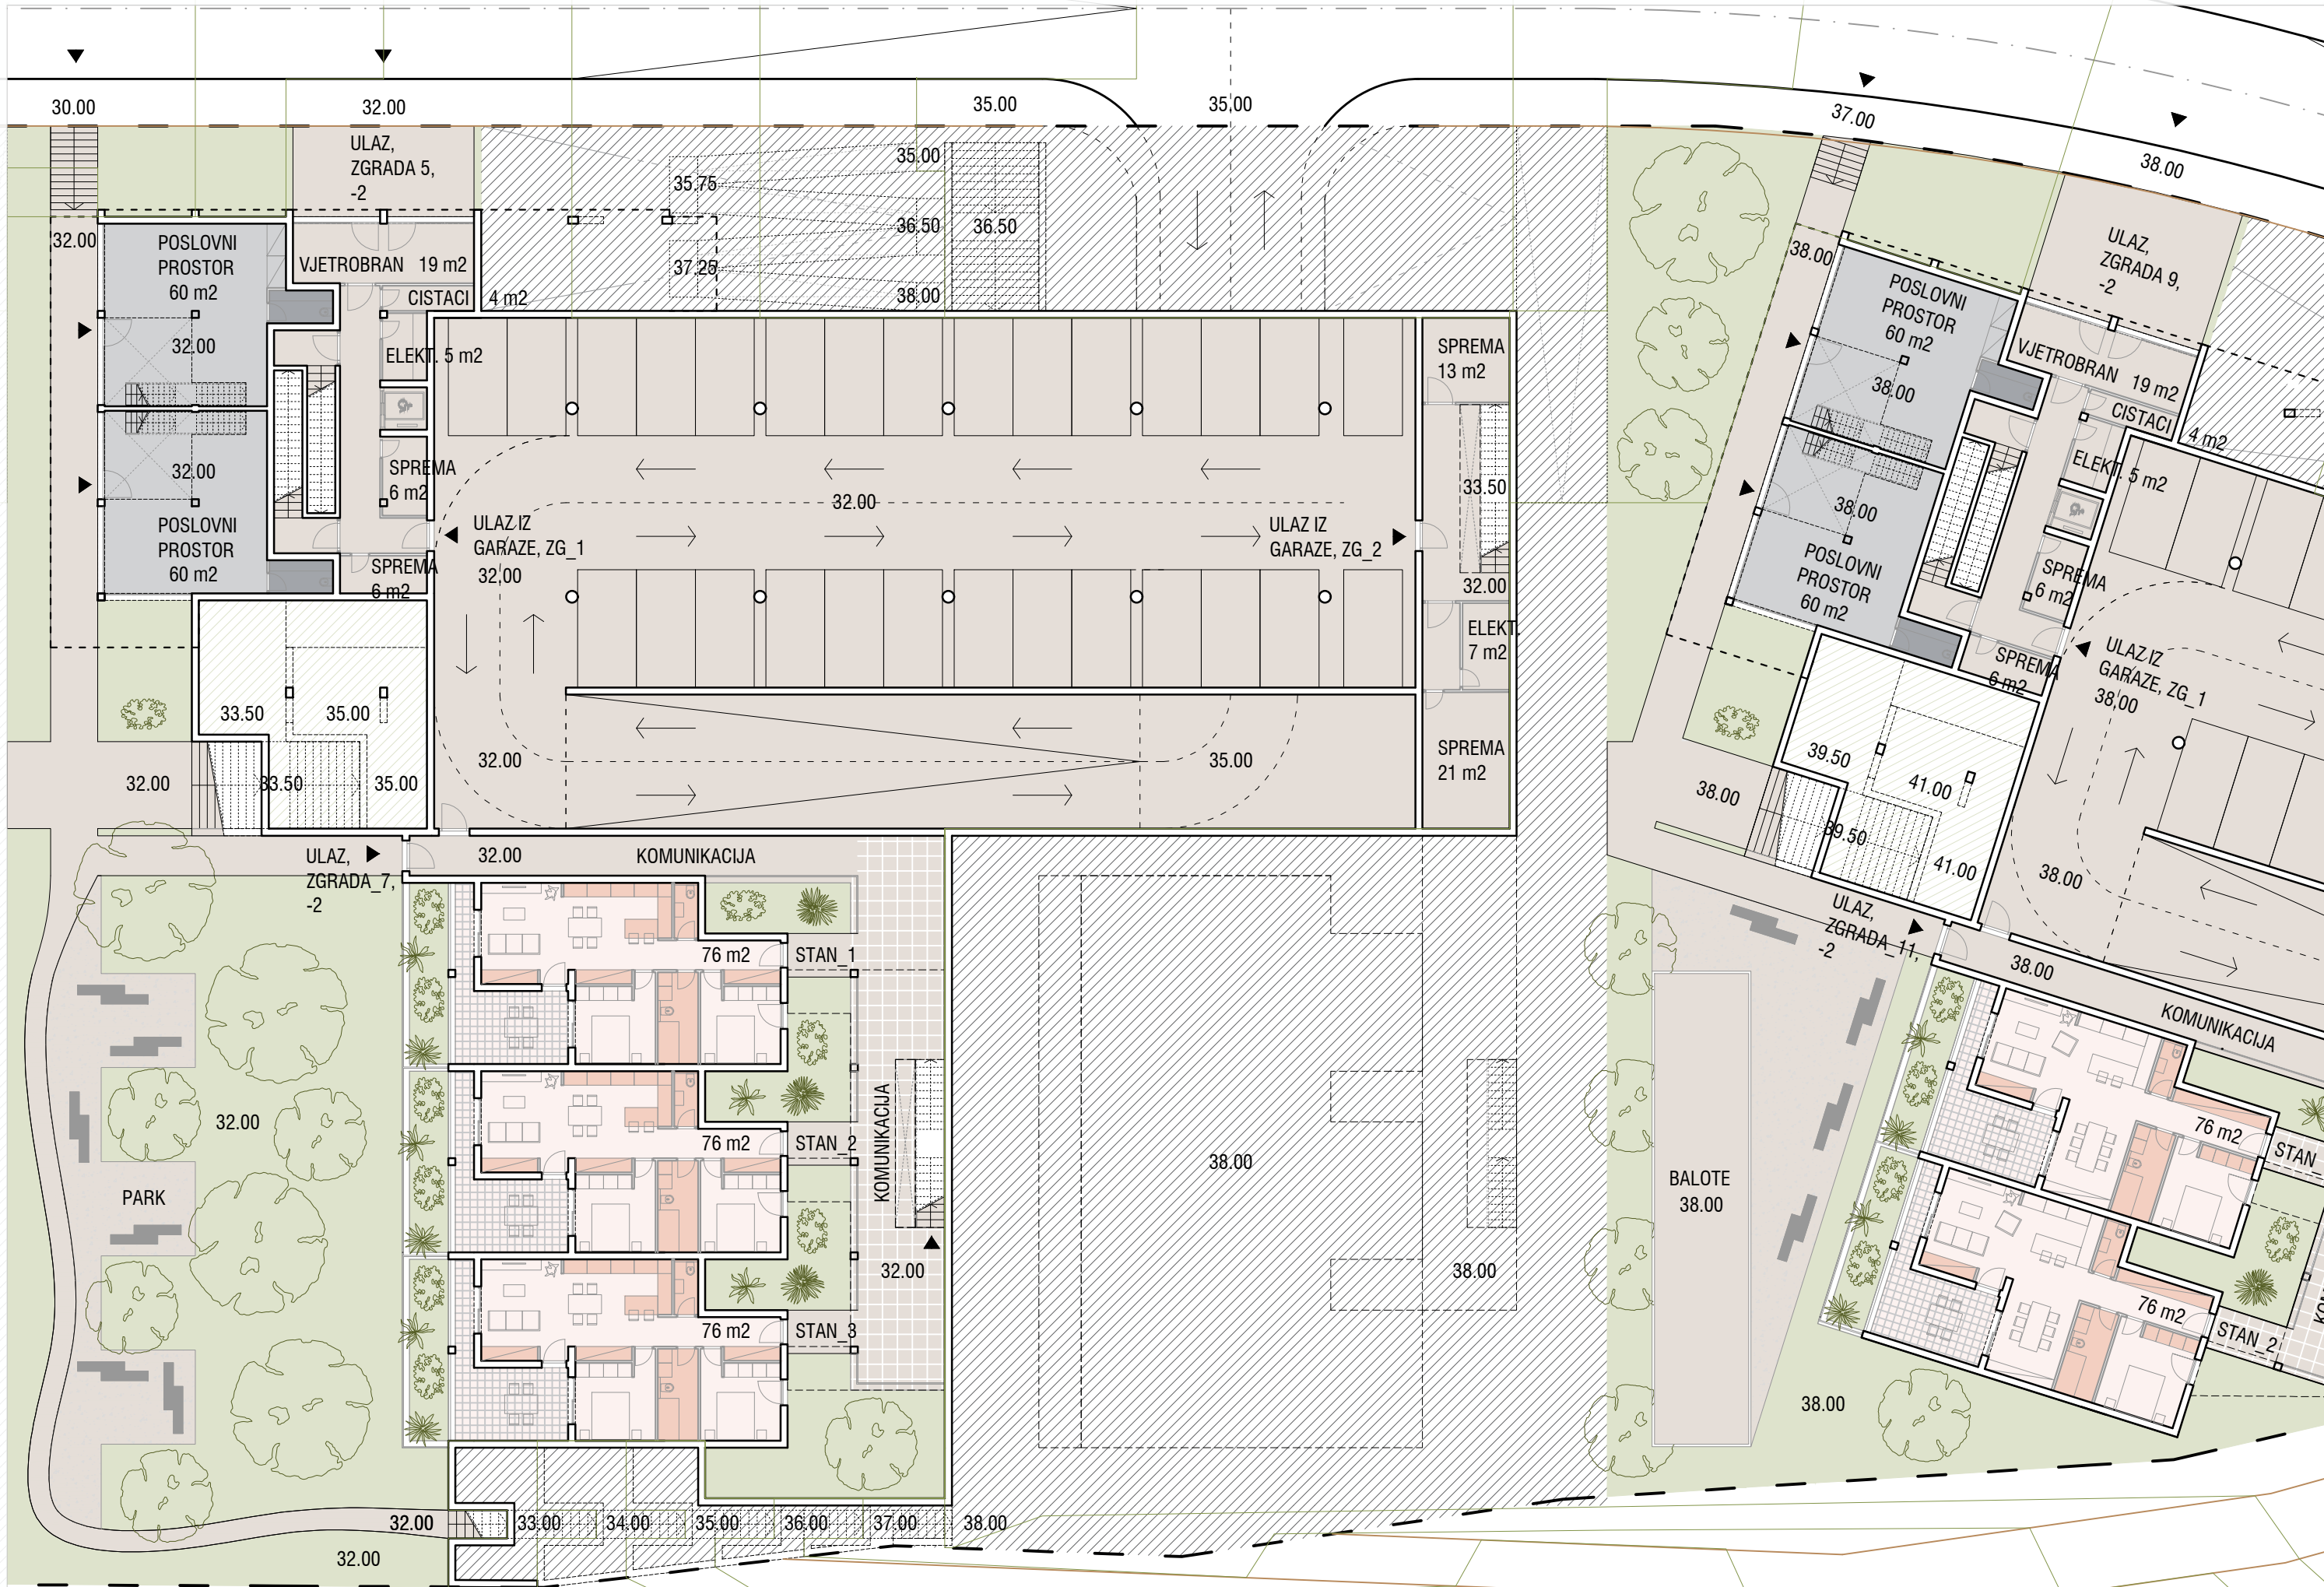 30.00
32.00
35.00
35.00
37.00
38.00
ULAZ,
ZGRADA 5,
-2
35.00
35.75
36.50
36.50
37.25
38.00
32.00
POSLOVNI
PROSTOR
60 m2
VJETROBRAN 19 m2
CISTACI 4 m2
ELEKT. 5 m2
32.00
32.00
POSLOVNI
PROSTOR
60 m2
SPREMA
6 m2
SPREMA
6 m2
ULAZ IZ
GARAZE, ZG_1
32.00
32.00
ULAZ IZ
GARAZE, ZG_2
SPREMA
13 m2
33.50
32.00
ELEKT.
7 m2
SPREMA
21 m2
33.50
35.00
32.00
33.50
35.00
32.00
35.00
ULAZ,
ZGRADA_7,
-2
32.00
KOMUNIKACIJA
76 m2
STAN_1
76 m2
STAN_2
76 m2
STAN_3
KOMUNIKACIJA
32.00
32.00
PARK
38.00
38.00
32.00
33.00
34.00
35.00
36.00
37.00
38.00
32.00
38.00
ULAZ,
ZGRADA 9,
-2
POSLOVNI
PROSTOR
60 m2
38.00
VJETROBRAN 19 m2
CISTACI
4 m2
ELEKT. 5 m2
38.00
POSLOVNI
PROSTOR
60 m2
SPREMA
6 m2
SPREMA
6 m2
ULAZ IZ
GARAZE, ZG_1
38,00
39.50
41.00
38.00
39.50
41.00
38.00
ULAZ,
ZGRADA_11,
-2
38.00
KOMUNIKACIJA
76 m2
STAN
76 m2
STAN_2
BALOTE
38.00
38.00